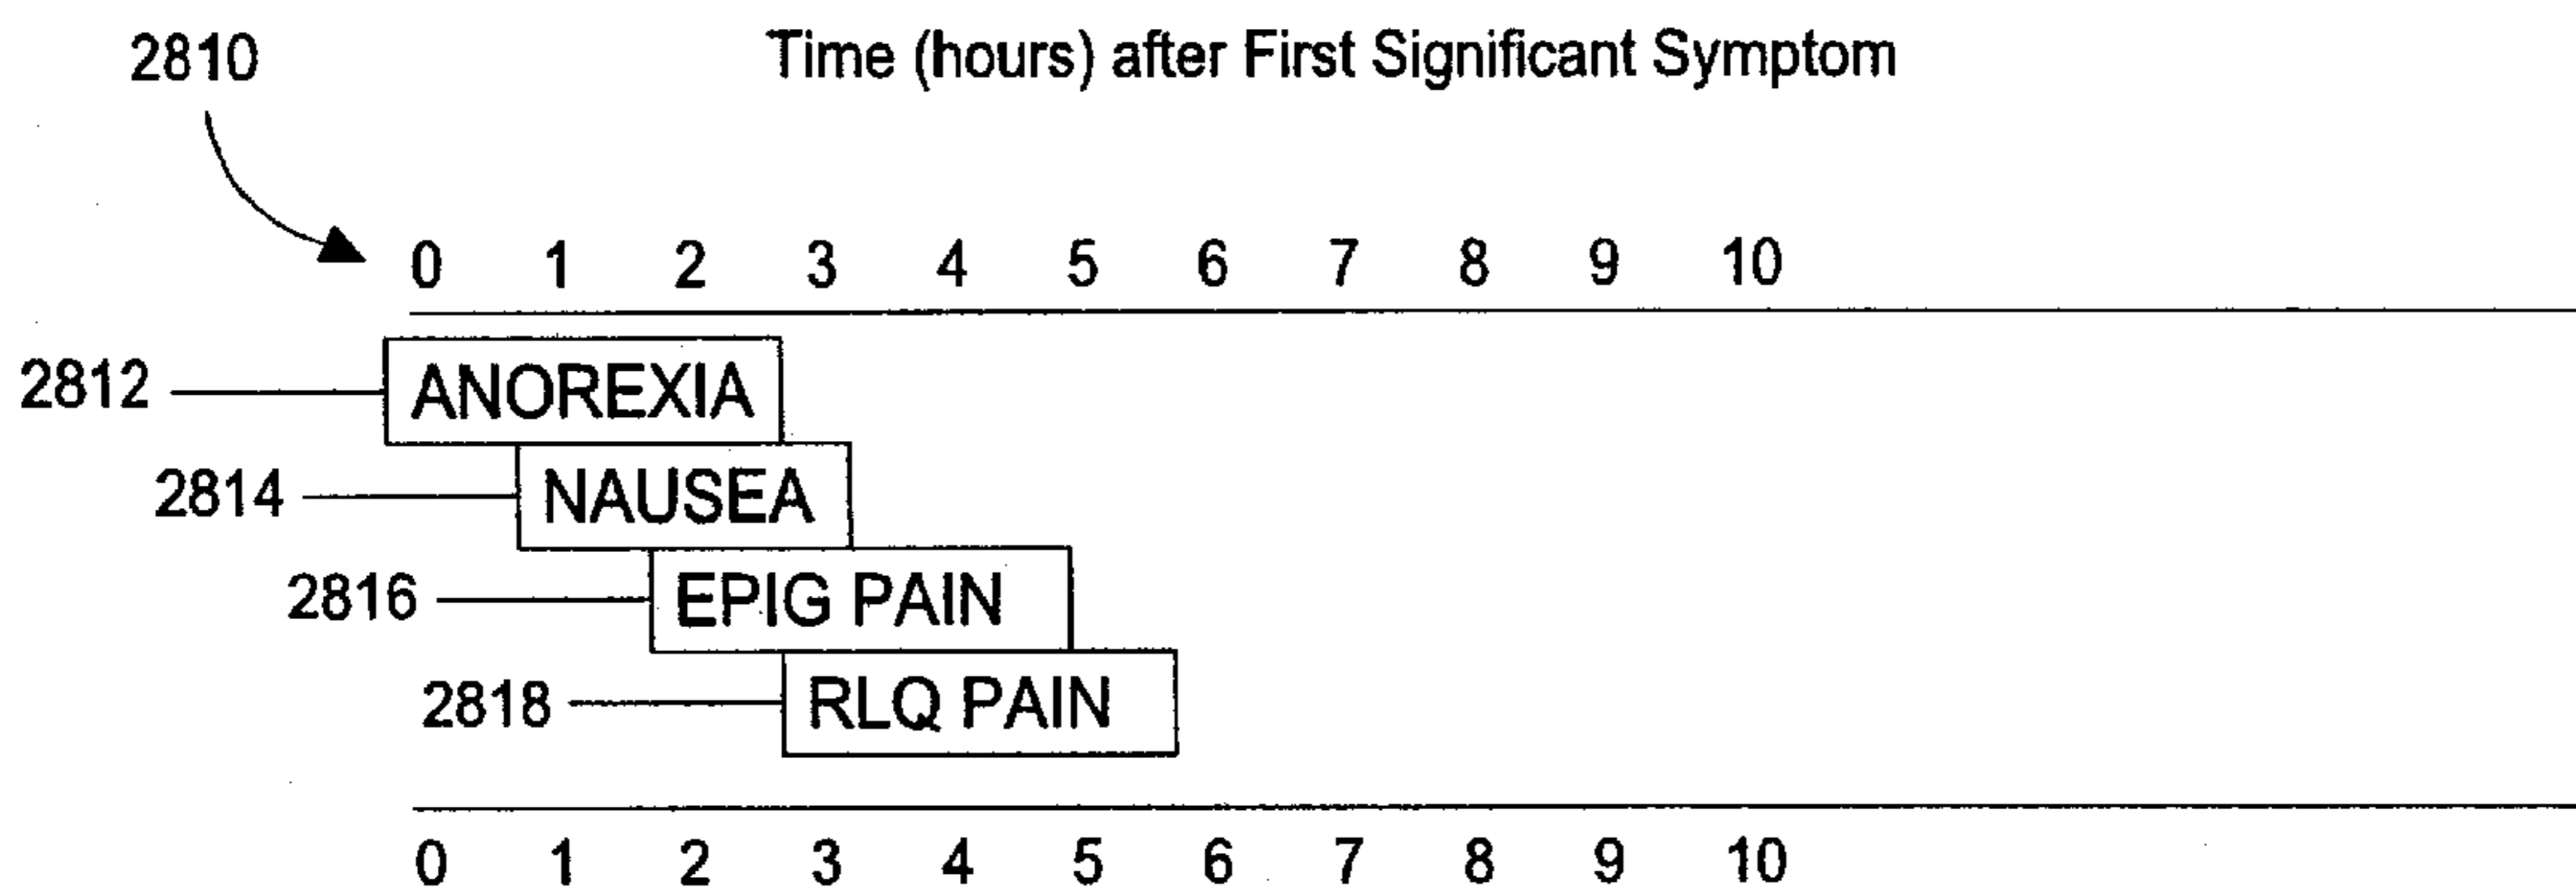 2810 Time (hours) after First Significant Symptom
0 1 2 3 4 5 6 7 8 9 10
2812 ANOREXIA
2814 NAUSEA
2816 EPIG PAIN
2818 RLQ PAIN
0 1 2 3 4 5 6 7 8 9 10